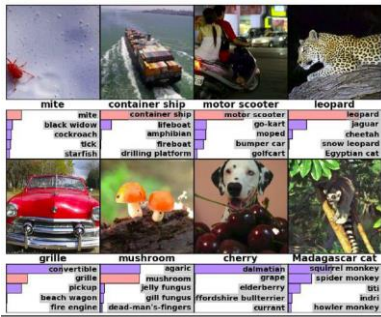 mite
container ship
motor scooter
leopard
mite
black widow
cockroach
tick
starfish
container ship
lifeboat
amphibian
fireboat
drilling platform
motor scooter
go-kart
moped
bumper car
golfcart
leopard
jaguar
cheetah
snow leopard
Egyptian cat
grille
mushroom
cherry
Madagascar cat
convertible
grille
pickup
beach wagon
fire engine
agaric
mushroom
jelly fungus
gill fungus
dead-man's-fingers
dalmatian
grape
elderberry
ffordshire bullterrier
currant
squirrel monkey
spider monkey
titi
indri
howler monkey